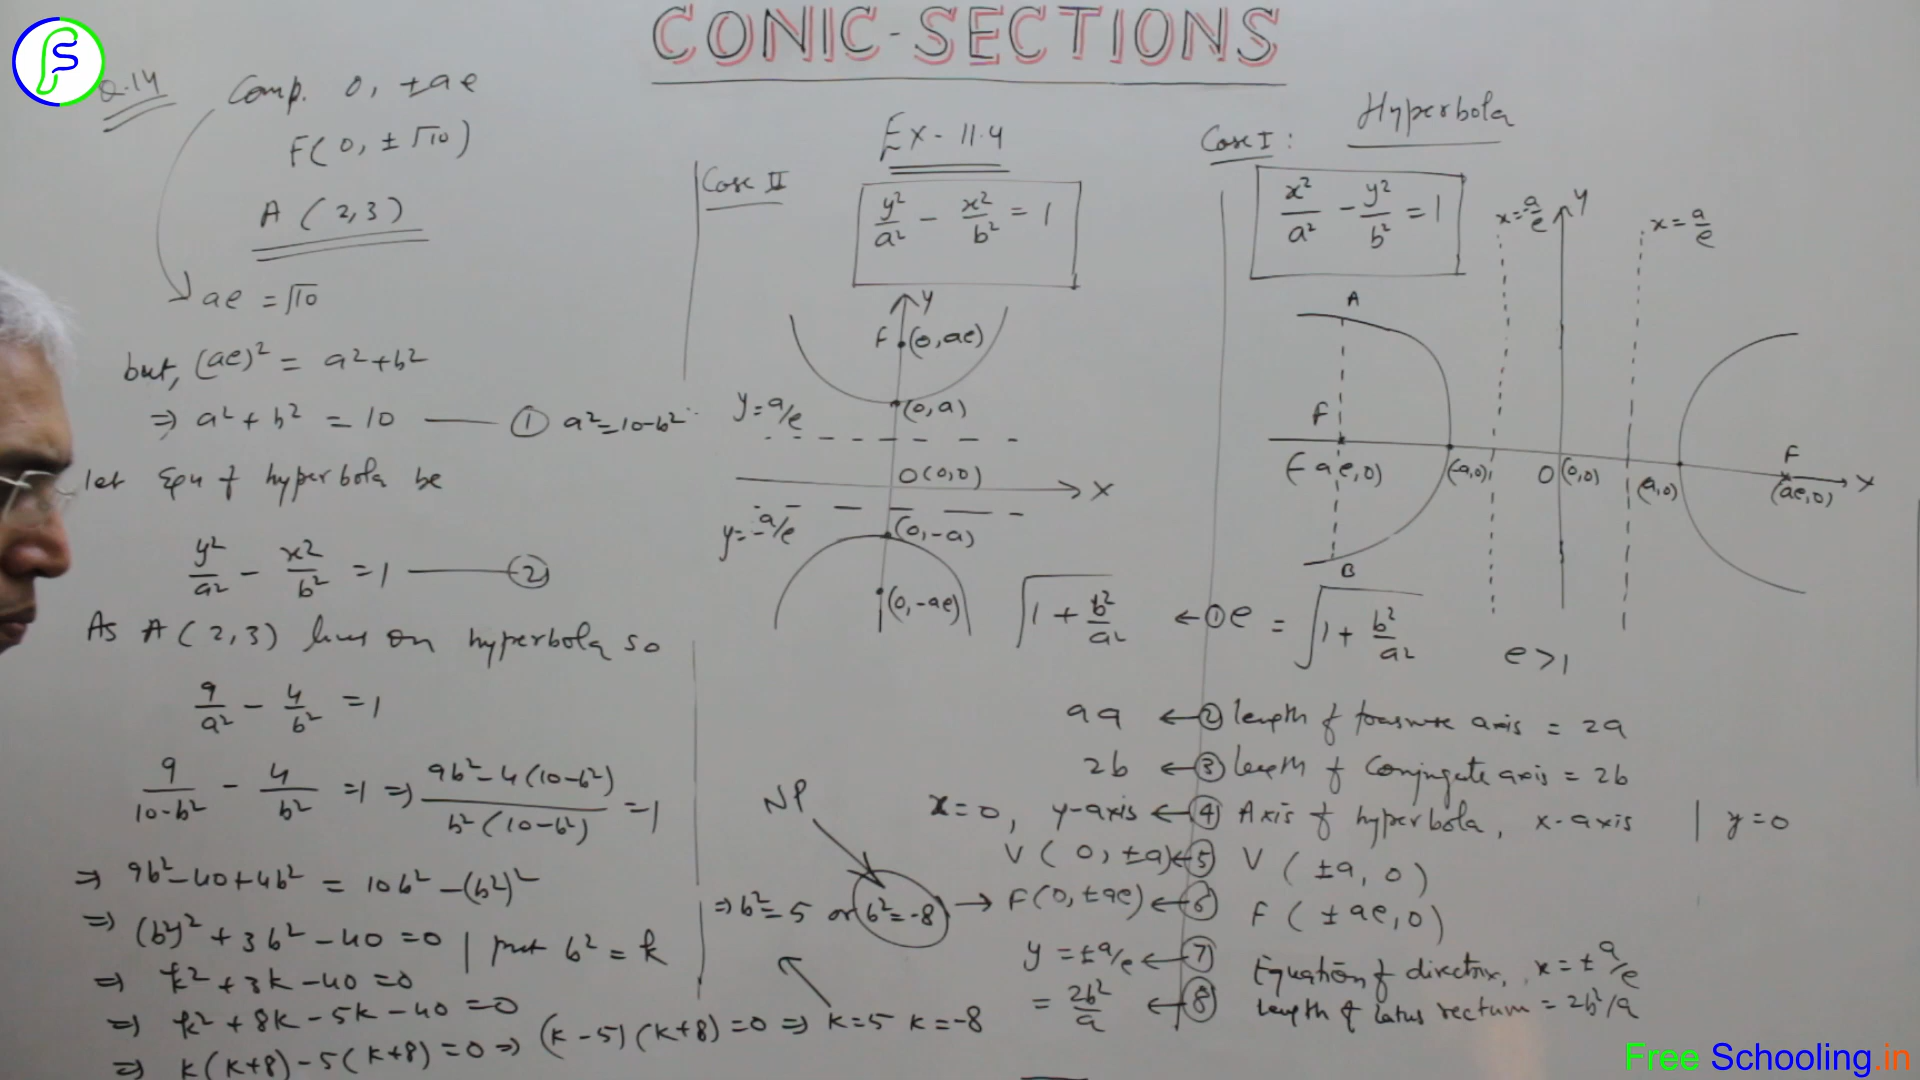 CONIC-SECTIONS
Q.14
Comp. 0, ±ae
F(0, ±√10)
A (2,3)
ae = √10
but, (ae)² = a²+b²
⇒ a² + b² = 10 —— ① a²=10-b²
let Equ of hyperbola be
y²/a² - x²/b² = 1 —— ②
As A(2,3) lies on hyperbola so
9/a² - 4/b² = 1
9/(10-b²) - 4/b² = 1 ⇒ (9b²-4(10-b²))/(b²(10-b²)) = 1
⇒ 9b²-40+4b² = 10b² -(b²)²
⇒ (b²)² + 3b² - 40 = 0 | put b² = k
⇒ k² + 3k - 40 = 0
⇒ k² + 8k - 5k - 40 = 0
⇒ k(k+8) - 5(k+8) = 0 ⇒ (k-5)(k+8) = 0 ⇒ k=5 k=-8
NP
⇒ b²=5 or b²=-8
Ex-11.4
Case II
y²/a² - x²/b² = 1
Y
F (0, ae)
(0, a)
y=a/e
O(0,0)
X
y=-a/e
(0,-a)
(0,-ae)
Hyperbola
Case I:
x²/a² - y²/b² = 1
x=-a/e
Y
x=a/e
A
F
(-ae,0)
(-a,0)
O (0,0)
(a,0)
F
(ae,0)
X
B
√(1 + b²/a²) ← ① e = √(1 + b²/a²) e>1
2a ← ② length of transverse axis = 2a
2b ← ③ length of Conjugate axis = 2b
x=0, y-axis ← ④ Axis of hyperbola, x-axis | y=0
V (0, ±a) ← ⑤ V (±a, 0)
→ F(0, ±ae) ← ⑥ F (±ae, 0)
y = ±a/e ← ⑦ Equation of directrix, x = ±a/e
= 2b²/a ← ⑧ length of latus rectum = 2b²/a
FS
Free Schooling.in